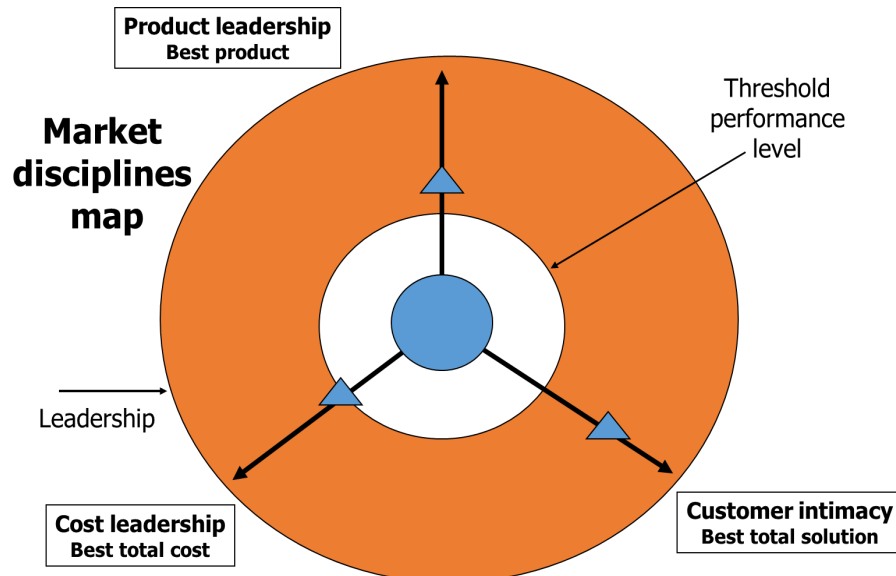 Product leadership
Best product
Market
disciplines
map
Threshold
performance
level
Leadership
Cost leadership
Best total cost
Customer intimacy
Best total solution